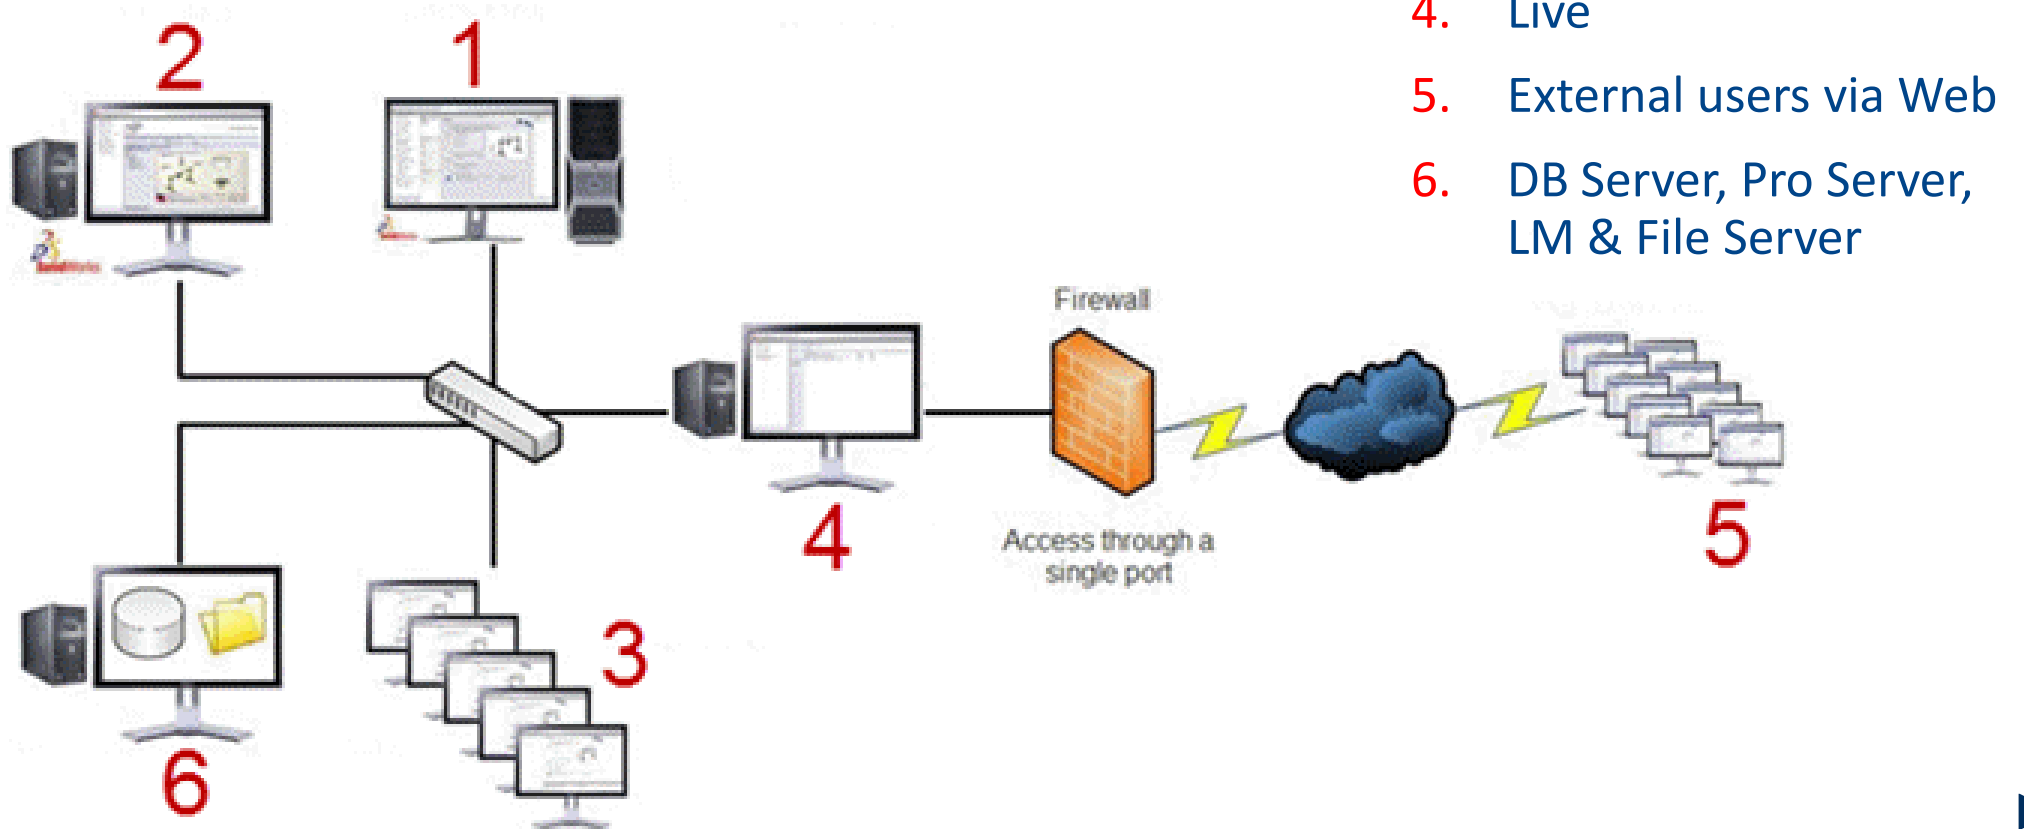 4. Live
5. External users via Web
6. DB Server, Pro Server,
LM & File Server
2
1
Firewall
4
Access through a
single port
5
3
6